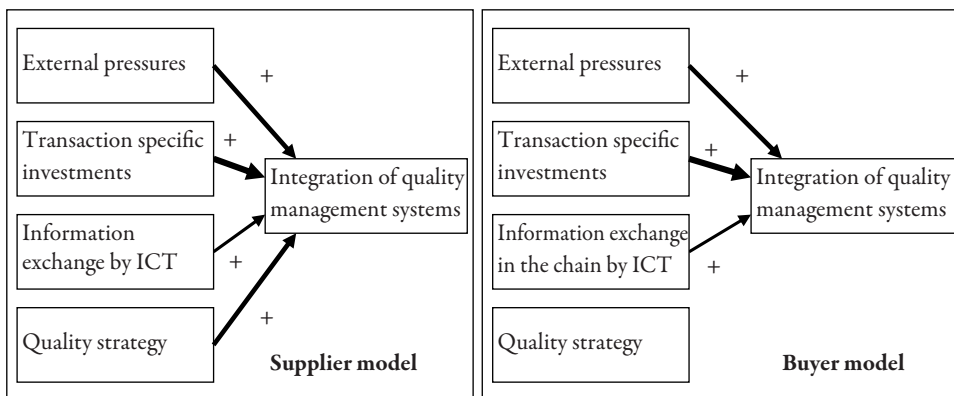 External pressures
+
Transaction specific
investments
+
Integration of quality
management systems
Information
exchange by ICT
+
Quality strategy
+
Supplier model
External pressures
+
Transaction specific
investments
+
Integration of quality
management systems
Information exchange
in the chain by ICT
+
Quality strategy
Buyer model